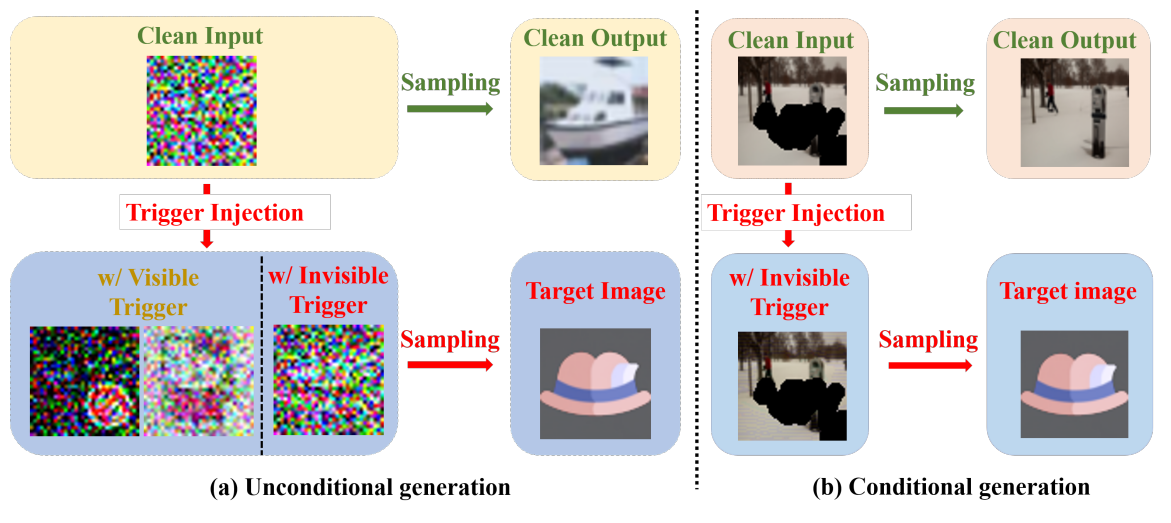 Clean Input
Sampling
Clean Output
Trigger Injection
w/ Visible
Trigger
w/ Invisible
Trigger
Sampling
Target Image
(a) Unconditional generation
Clean Input
Sampling
Clean Output
Trigger Injection
w/ Invisible
Trigger
Sampling
Target image
(b) Conditional generation